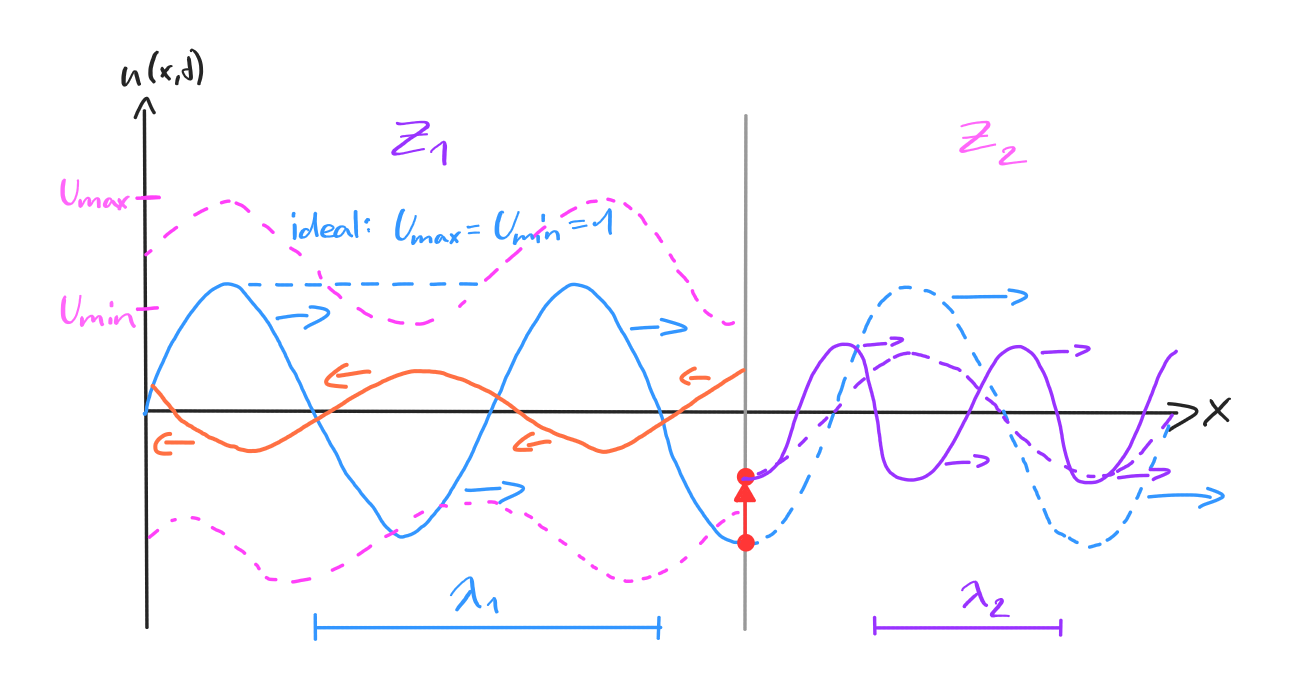 u(x,t)
Z₁
Z₂
Umax
ideal: Umax = Umin = 1
Umin
x
λ₁
λ₂